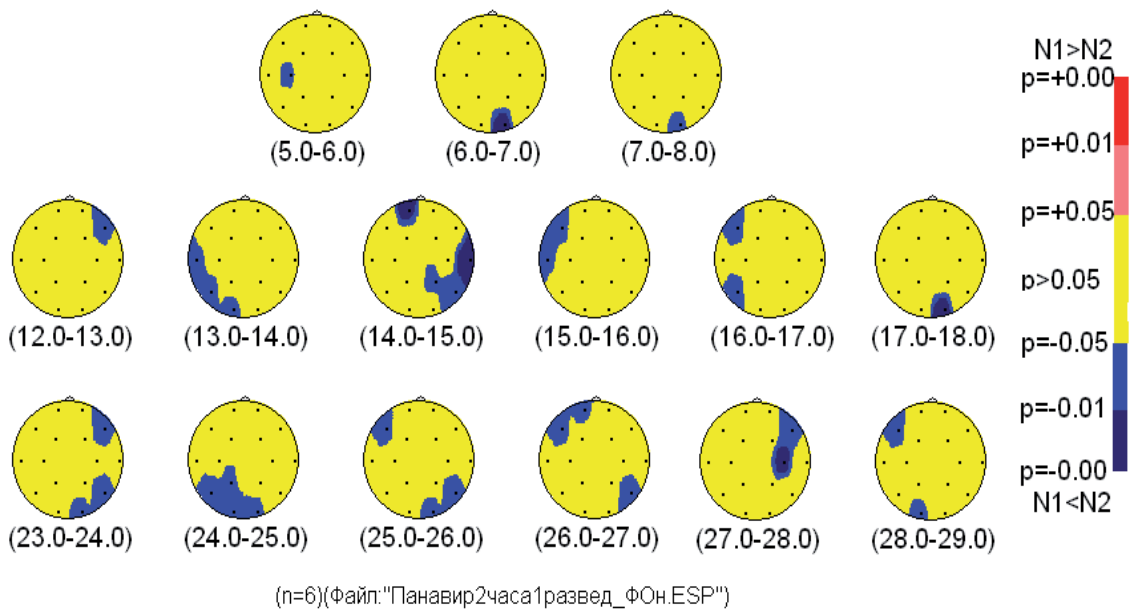 (5.0-6.0) (6.0-7.0) (7.0-8.0)
(12.0-13.0) (13.0-14.0) (14.0-15.0) (15.0-16.0) (16.0-17.0) (17.0-18.0)
(23.0-24.0) (24.0-25.0) (25.0-26.0) (26.0-27.0) (27.0-28.0) (28.0-29.0)
N1>N2
p=+0.00
p=+0.01
p=+0.05
p>0.05
p=-0.05
p=-0.01
p=-0.00
N1<N2
(n=6)(Файл:"Панавир2часа1развед_ФОн.ESP")